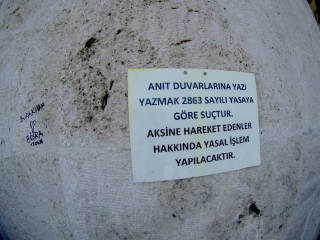 ANIT DUVARLARINA YAZI
YAZMAK 2863 SAYILI YASAYA
GÖRE SUÇTUR.
AKSİNE HAREKET EDENLER
HAKKINDA YASAL İŞLEM
YAPILACAKTIR.